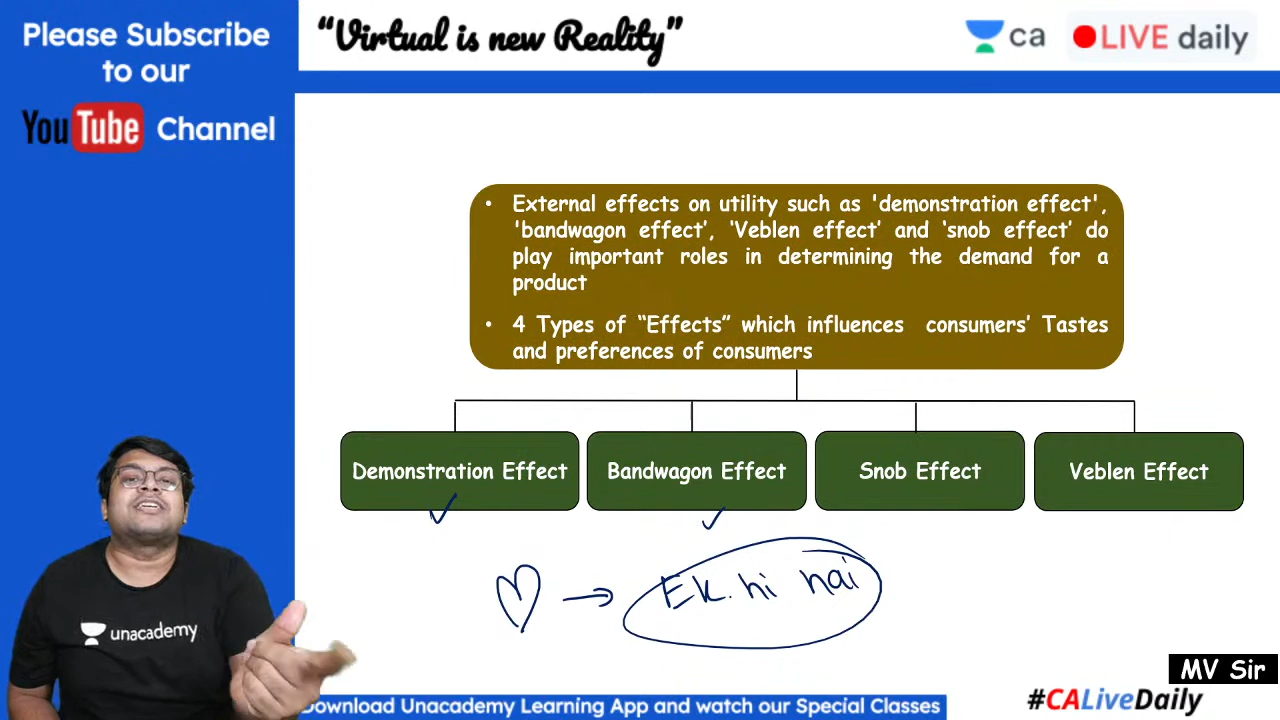 Please Subscribe
to our
YouTube Channel
“Virtual is new Reality”
ca
LIVE daily
• External effects on utility such as 'demonstration effect',
'bandwagon effect’, ‘Veblen effect’ and ‘snob effect’ do
play important roles in determining the demand for a
product
• 4 Types of “Effects” which influences consumers’ Tastes
and preferences of consumers
Demonstration Effect
Bandwagon Effect
Snob Effect
Veblen Effect
Ek hi hai
unacademy
MV Sir
Download Unacademy Learning App and watch our Special Classes
#CALiveDaily